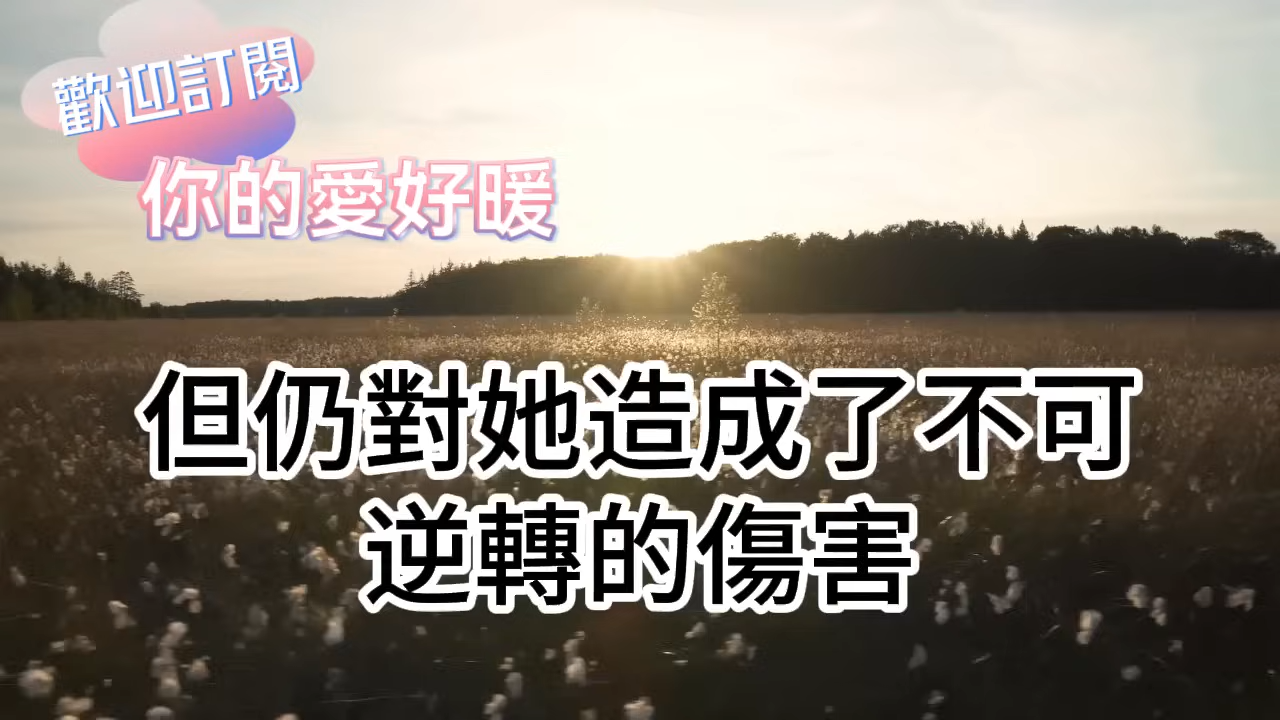 歡迎訂閱
你的愛好暖
但仍對她造成了不可
逆轉的傷害